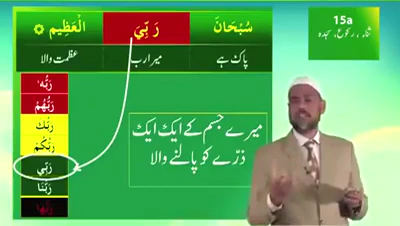 15a
ثناء، رکوع، سجدہ
سُبْحَانَ رَبِّيَ الْعَظِيمِ
پاک ہے میرا رب عظمت والا
رَبُّهٗ
رَبُّهُمْ
رَبُّكَ
رَبُّكُمْ
رَبِّيْ
رَبُّنَا
رَبُّهَا
میرے جسم کے ایک ایک
ذرّے کو پالنے والا